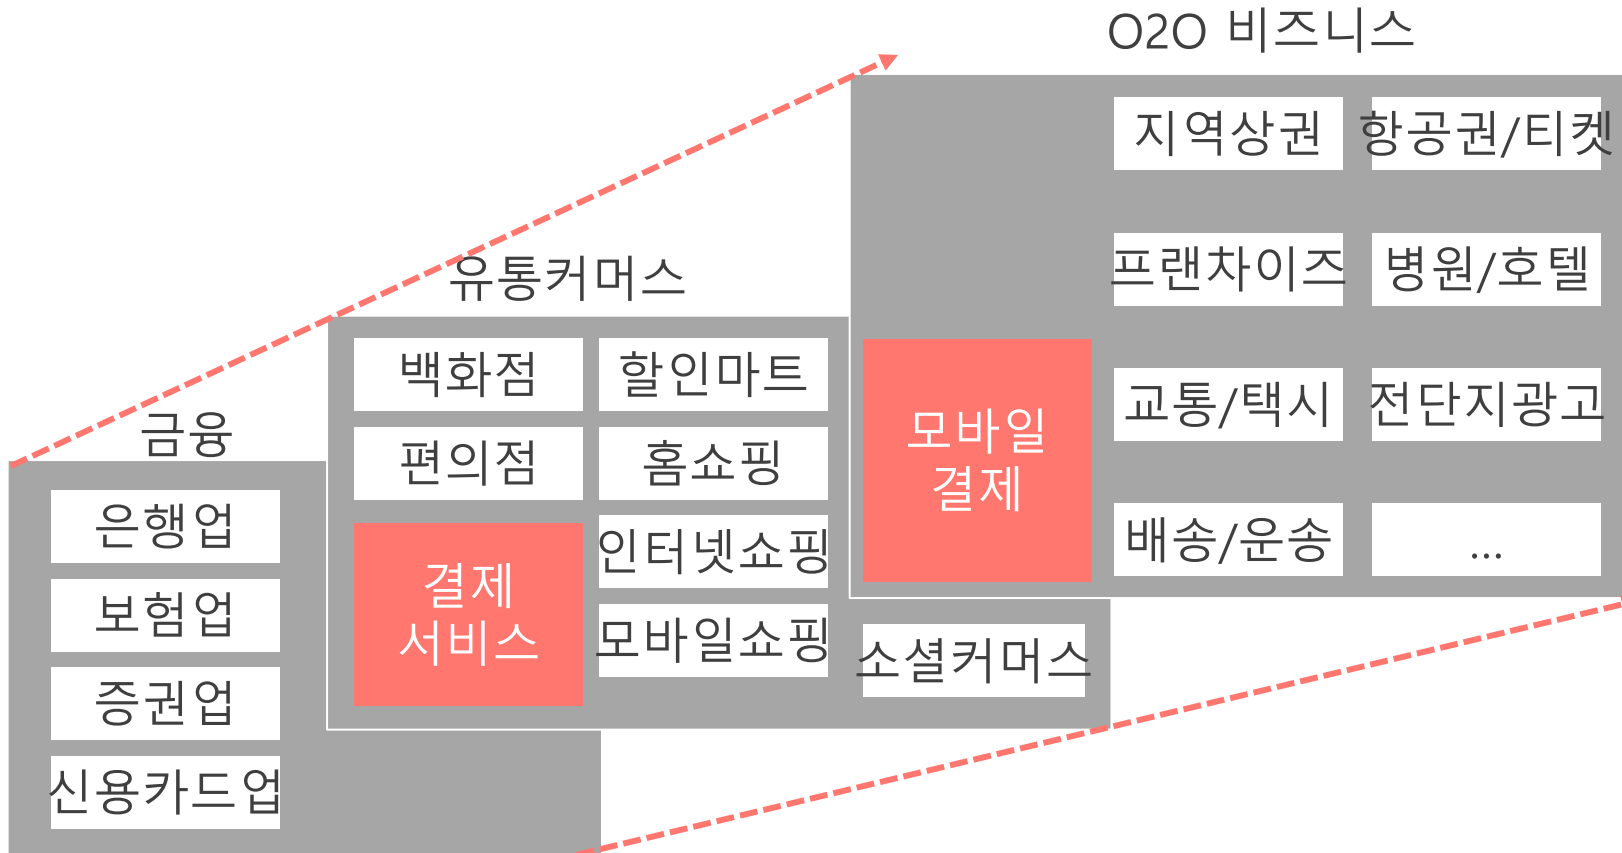 O2O 비즈니스
지역상권
항공권/티켓
프랜차이즈
병원/호텔
교통/택시
전단지광고
배송/운송
...
모바일
결제
유통커머스
백화점
할인마트
편의점
홈쇼핑
결제
서비스
인터넷쇼핑
모바일쇼핑
소셜커머스
금융
은행업
보험업
증권업
신용카드업